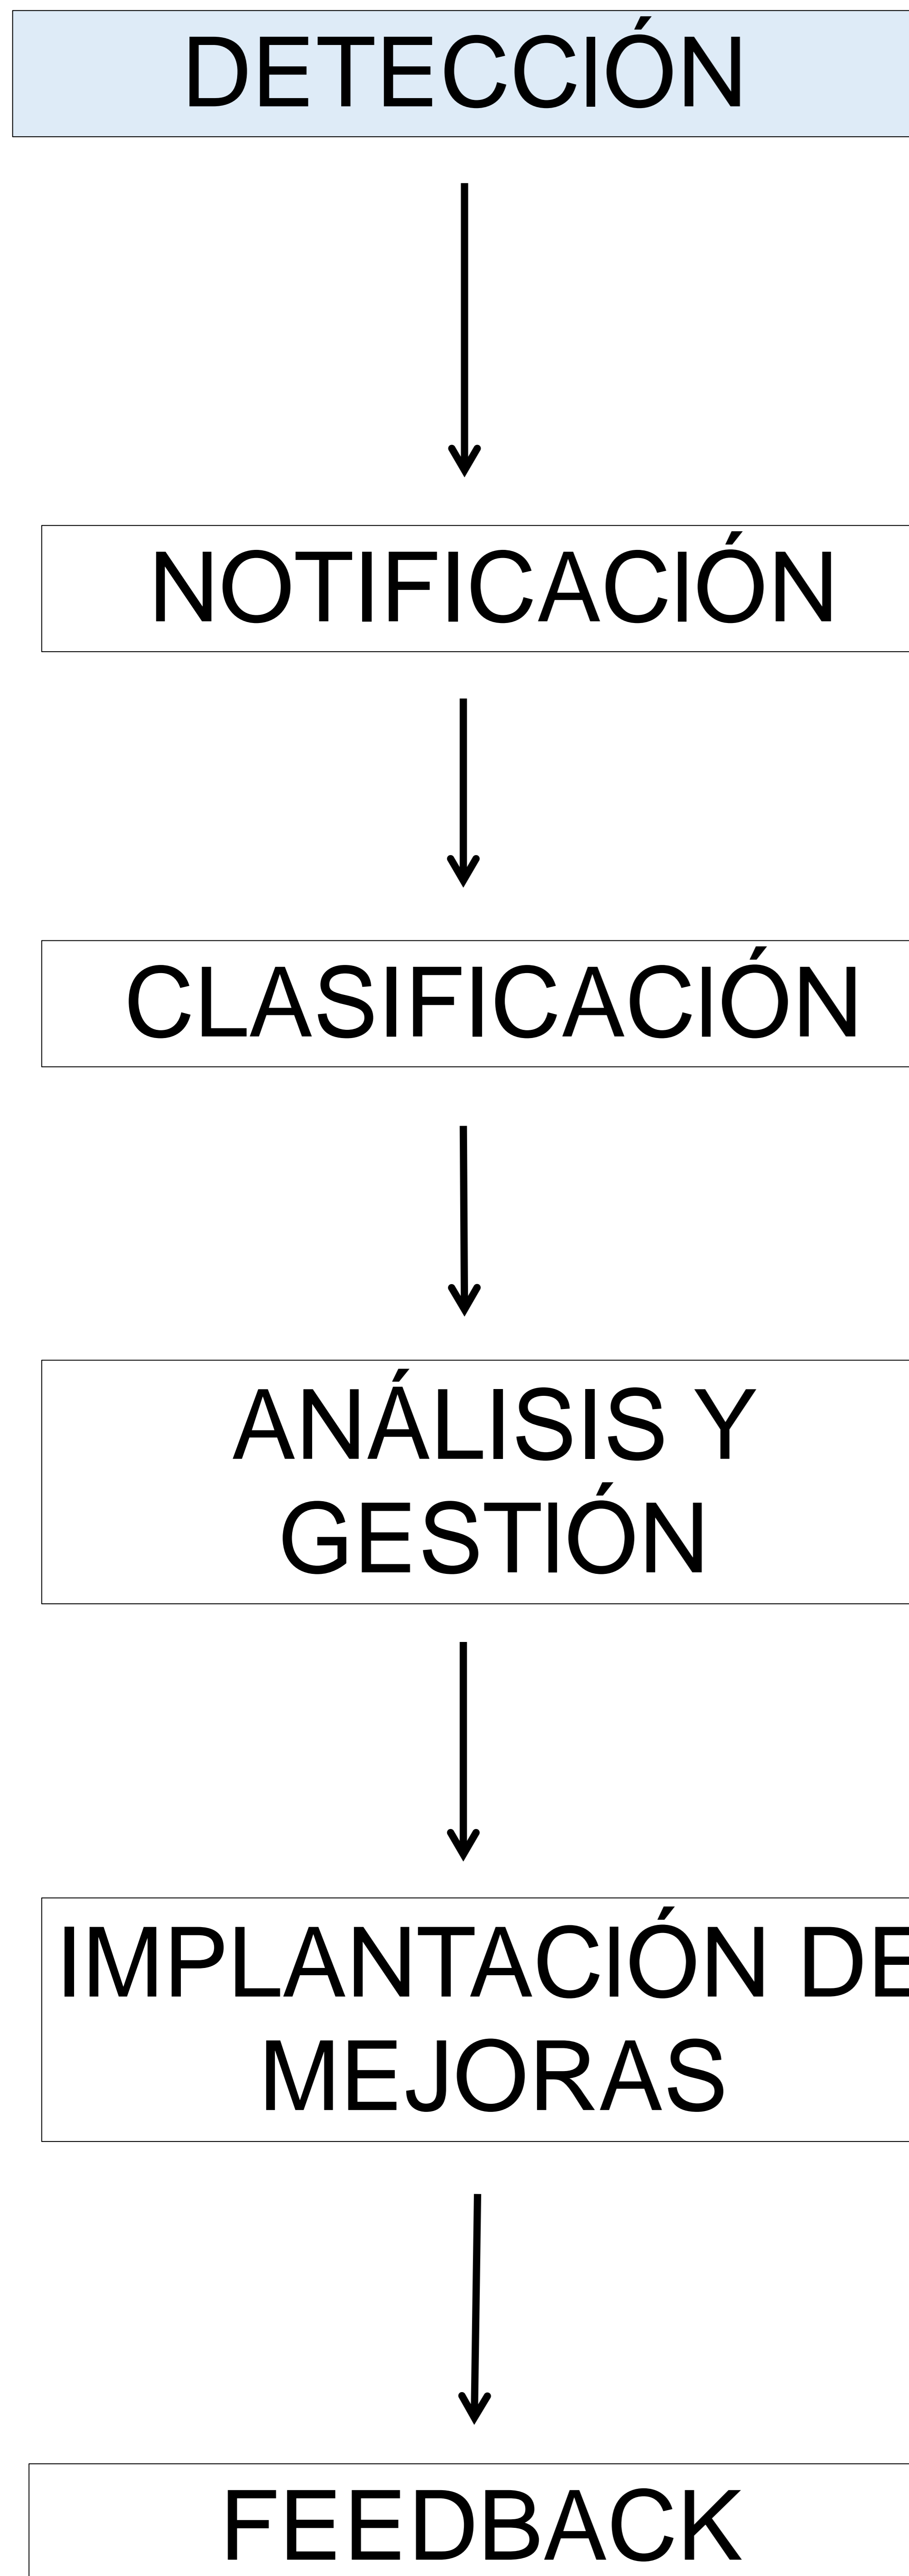 DETECCIÓN
NOTIFICACIÓN
CLASIFICACIÓN
ANÁLISIS Y
GESTIÓN
IMPLANTACIÓN DE
MEJORAS
FEEDBACK